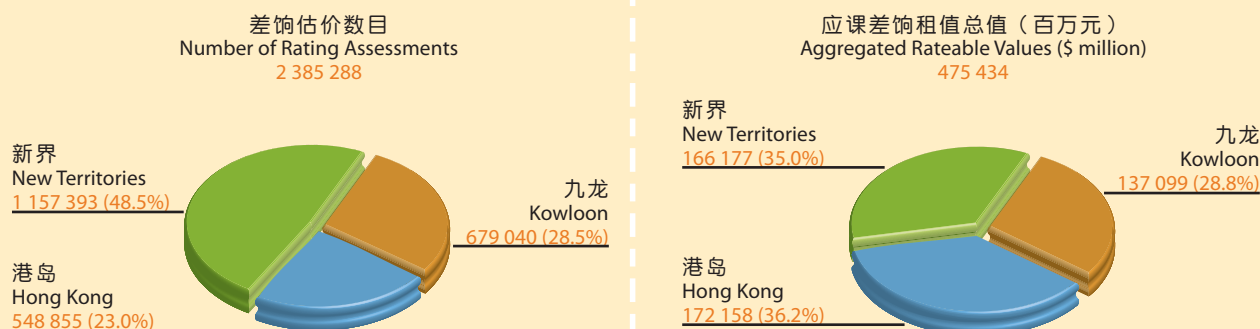 差饷估价数目
Number of Rating Assessments
2 385 288
新界
New Territories
1 157 393 (48.5%)
九龙
Kowloon
679 040 (28.5%)
港岛
Hong Kong
548 855 (23.0%)
应课差饷租值总值（百万元）
Aggregated Rateable Values ($ million)
475 434
新界
New Territories
166 177 (35.0%)
九龙
Kowloon
137 099 (28.8%)
港岛
Hong Kong
172 158 (36.2%)